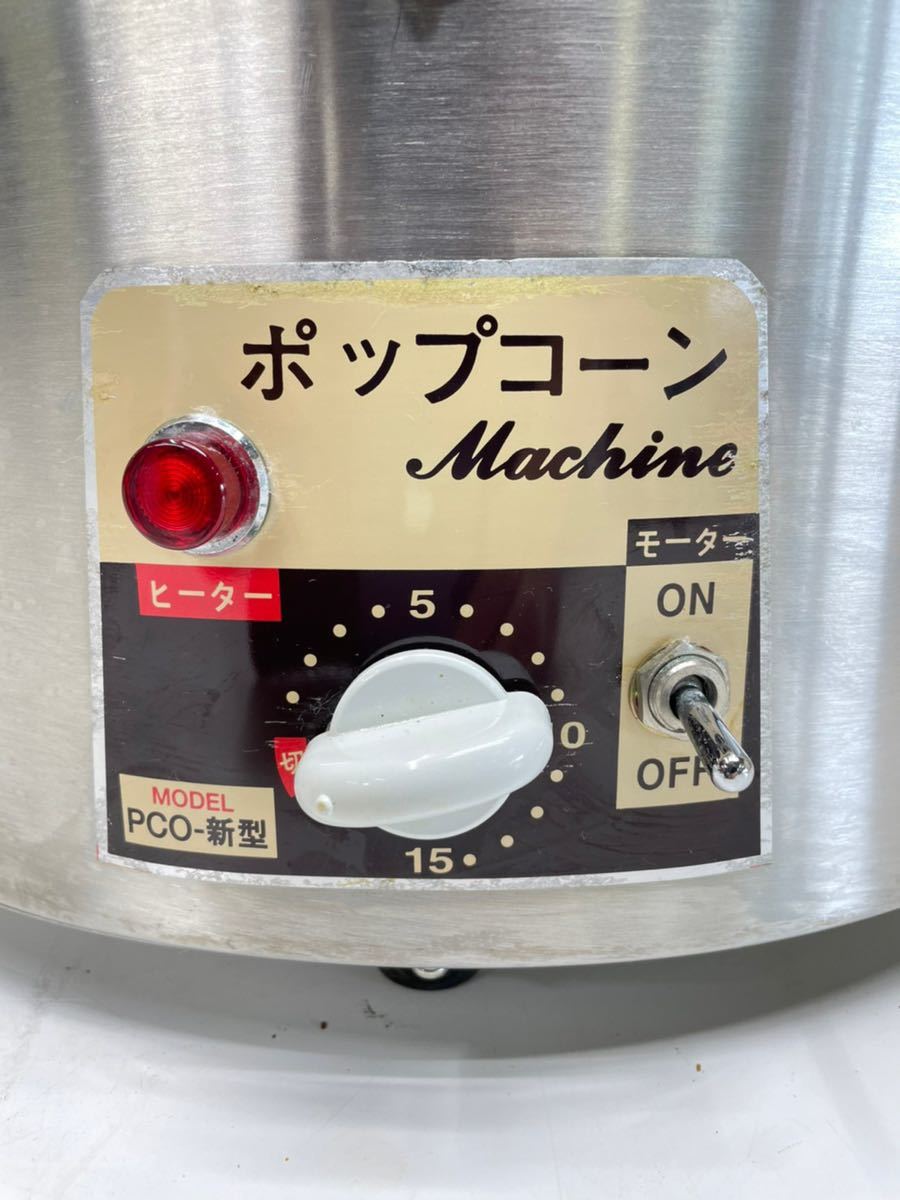 ポップコーン
Machine
ヒーター
モーター
ON
OFF
5
0
15
切
MODEL
PCO-新型